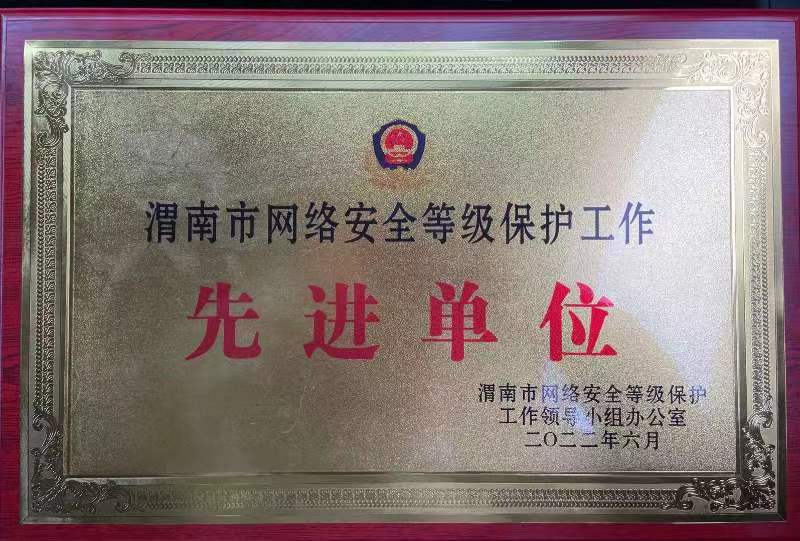 渭南市网络安全等级保护工作
先进单位
渭南市网络安全等级保护
工作领导小组办公室
二〇二二年六月